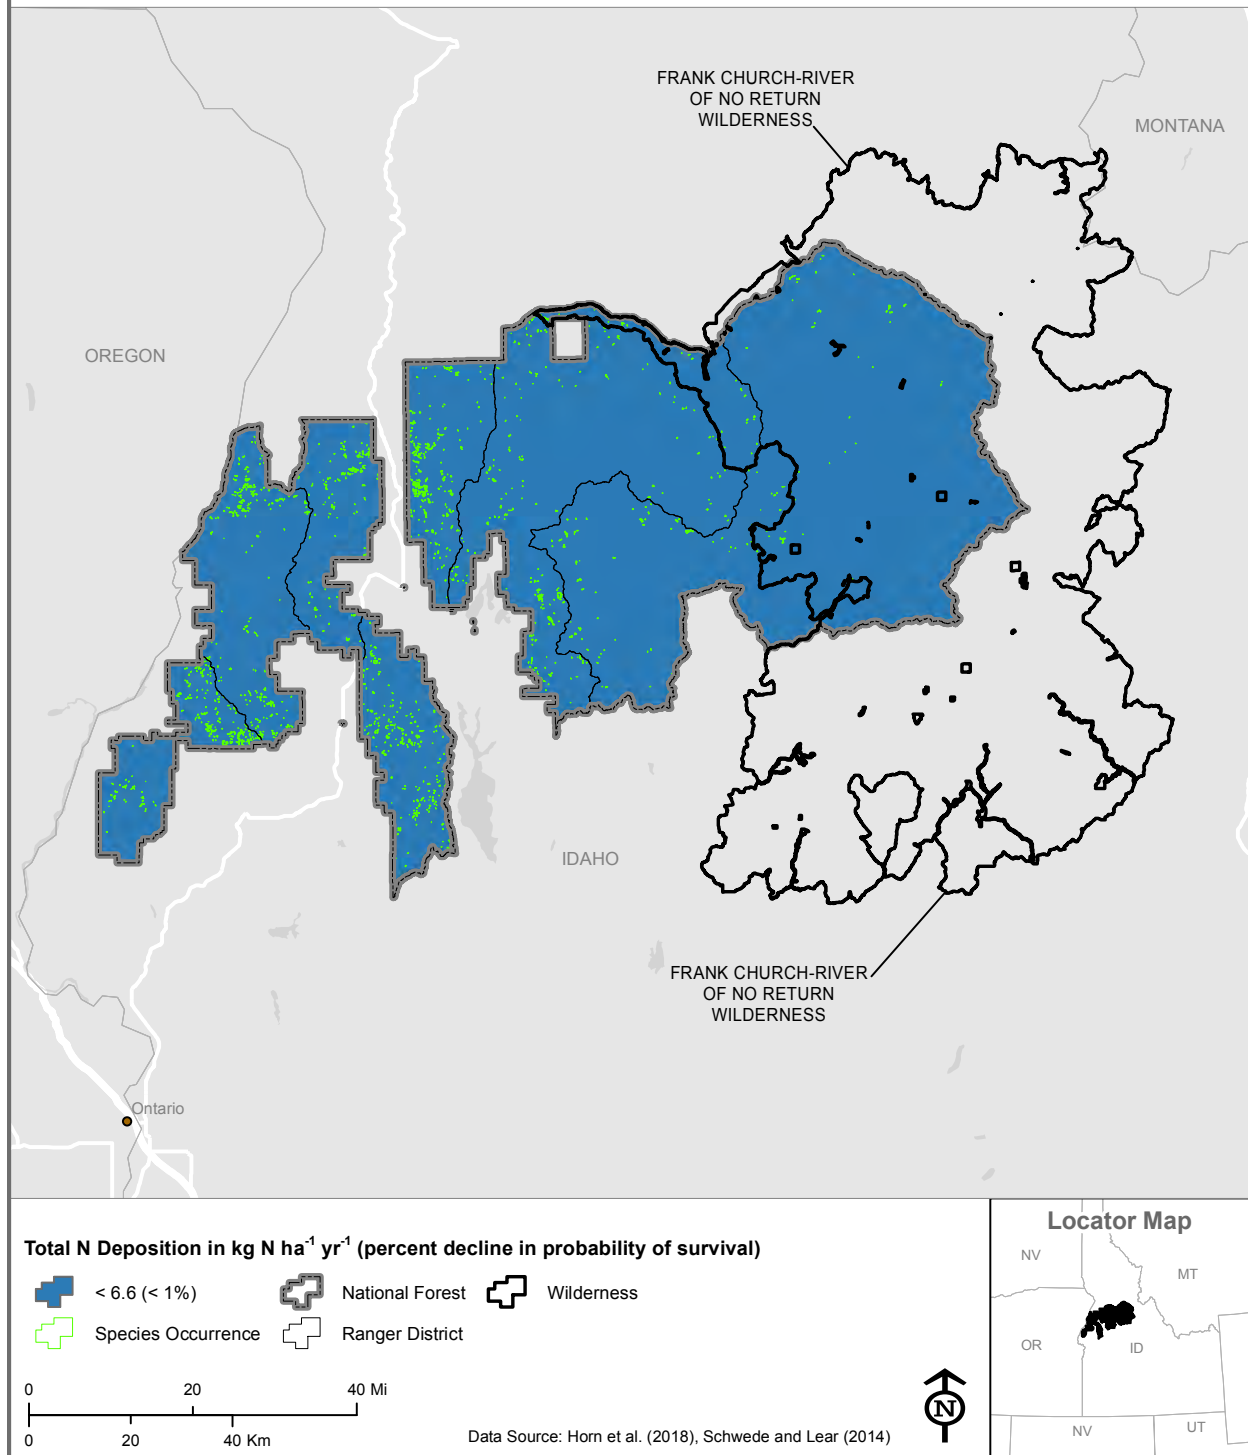 FRANK CHURCH-RIVER
OF NO RETURN
WILDERNESS
MONTANA
OREGON
IDAHO
FRANK CHURCH-RIVER
OF NO RETURN
WILDERNESS
Ontario
Total N Deposition in kg N ha⁻¹ yr⁻¹ (percent decline in probability of survival)
< 6.6 (< 1%)
National Forest
Wilderness
Species Occurrence
Ranger District
0 20 40 Mi
0 20 40 Km
N
Data Source: Horn et al. (2018), Schwede and Lear (2014)
Locator Map
NV
MT
OR
ID
NV
UT